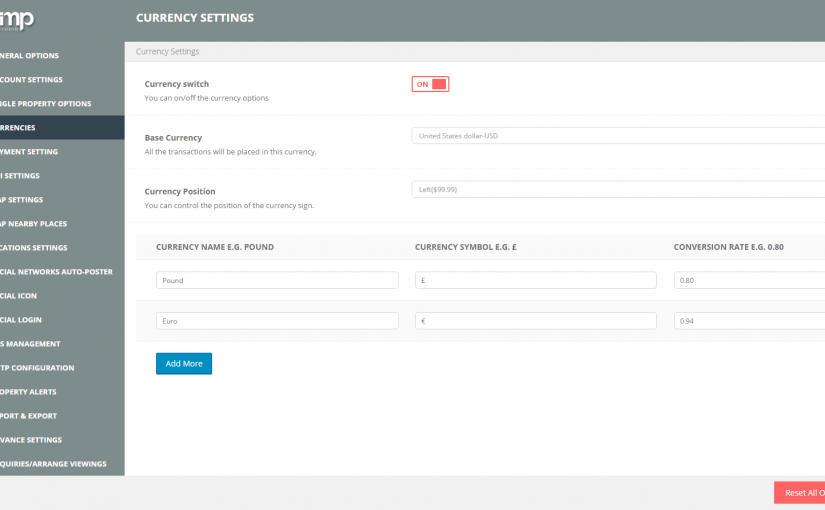 imp
CURRENCY SETTINGS
Currency Settings
NERAL OPTIONS
COUNT SETTINGS
NGLE PROPERTY OPTIONS
RRENCIES
YMENT SETTING
I SETTINGS
AP SETTINGS
AP NEARBY PLACES
CATIONS SETTINGS
CIAL NETWORKS AUTO-POSTER
CIAL ICON
CIAL LOGIN
S MANAGEMENT
TP CONFIGURATION
OPERTY ALERTS
PORT & EXPORT
VANCE SETTINGS
QUIRIES/ARRANGE VIEWINGS
Currency switch
You can on/off the currency options
ON
Base Currency
All the transactions will be placed in this currency.
United States dollar-USD
Currency Position
You can control the position of the currency sign.
Left($99.99)
CURRENCY NAME E.G. POUND CURRENCY SYMBOL E.G. £ CONVERSION RATE E.G. 0.80
Pound £ 0.80
Euro € 0.94
Add More
Reset All O